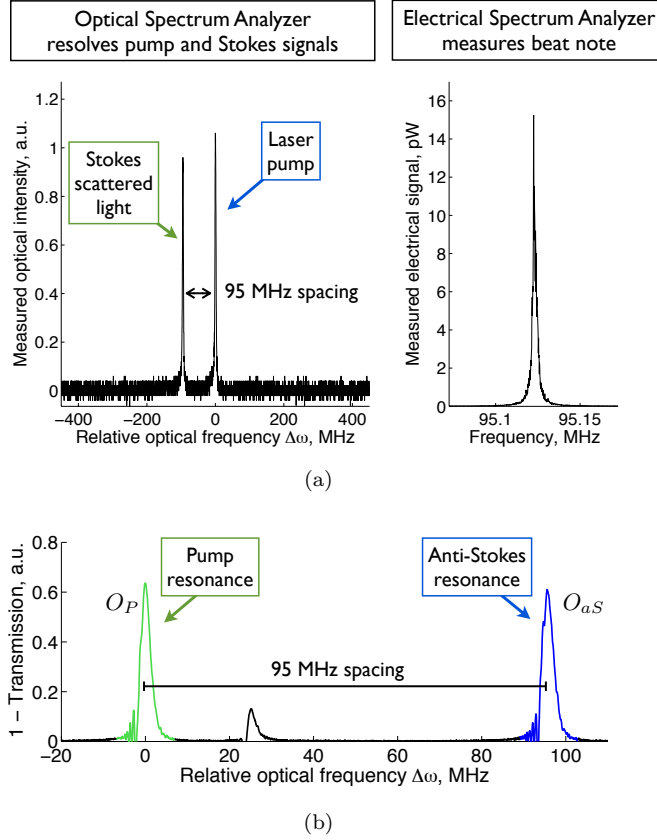 Optical Spectrum Analyzer
resolves pump and Stokes signals
Electrical Spectrum Analyzer
measures beat note
Measured optical intensity, a.u.
1.2
1
0.8
0.6
0.4
0.2
0
Stokes
scattered
light
Laser
pump
95 MHz spacing
−400
−200
0
200
400
Relative optical frequency Δω, MHz
Measured electrical signal, pW
16
14
12
10
8
6
4
2
0
95.1
95.15
Frequency, MHz
(a)
1 − Transmission, a.u.
0.8
0.6
0.4
0.2
0
O_P
Pump
resonance
Anti-Stokes
resonance
O_{aS}
95 MHz spacing
−20
0
20
40
60
80
100
Relative optical frequency Δω, MHz
(b)